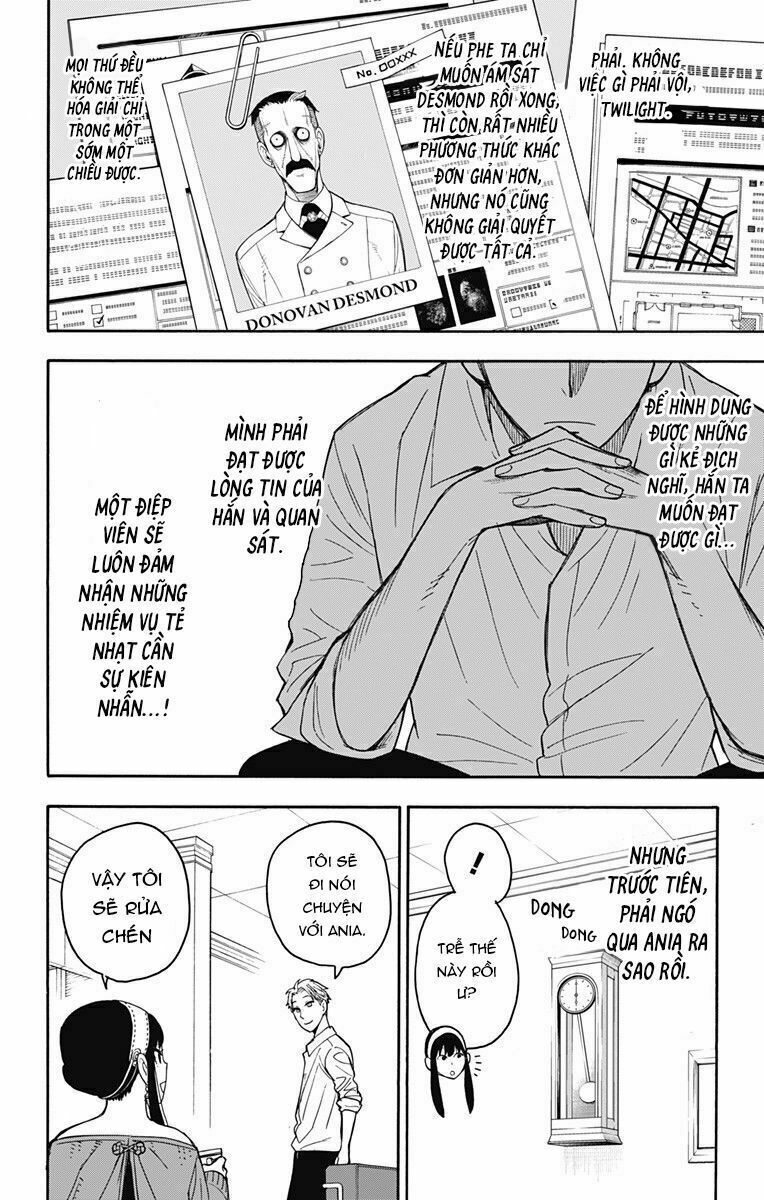 PHẢI. KHÔNG
VIỆC GÌ PHẢI VỘI,
TWILIGHT.
NẾU PHE TA CHỈ
MUỐN ÁM SÁT
DESMOND RỒI XONG,
THÌ CÒN RẤT NHIỀU
PHƯƠNG THỨC KHÁC
ĐƠN GIẢN HƠN,
NHƯNG NÓ CŨNG
KHÔNG GIẢI QUYẾT
ĐƯỢC TẤT CẢ.
MỌI THỨ ĐỀU
KHÔNG THỂ
HÓA GIẢI CHỈ
TRONG MỘT
SỚM MỘT
CHIỀU ĐƯỢC.
No. 00XXX
DONOVAN DESMOND
ĐỂ HÌNH DUNG
ĐƯỢC NHỮNG
GÌ KẺ ĐỊCH
NGHĨ, HẮN TA
MUỐN ĐẠT
ĐƯỢC GÌ...
MÌNH PHẢI
ĐẠT ĐƯỢC
LÒNG TIN CỦA
HẮN VÀ QUAN
SÁT.
MỘT ĐIỆP
VIÊN SẼ
LUÔN ĐẢM
NHẬN NHỮNG
NHIỆM VỤ TẺ
NHẠT CẦN
SỰ KIÊN
NHẪN...!
NHƯNG
TRƯỚC TIÊN,
PHẢI NGÓ
QUA ANIA RA
SAO RỒI.
DONG
DONG
!
TRỄ THẾ
NÀY RỒI
Ư?
TÔI SẼ
ĐI NÓI
CHUYỆN
VỚI ANIA.
VẬY TÔI
SẼ RỬA
CHÉN